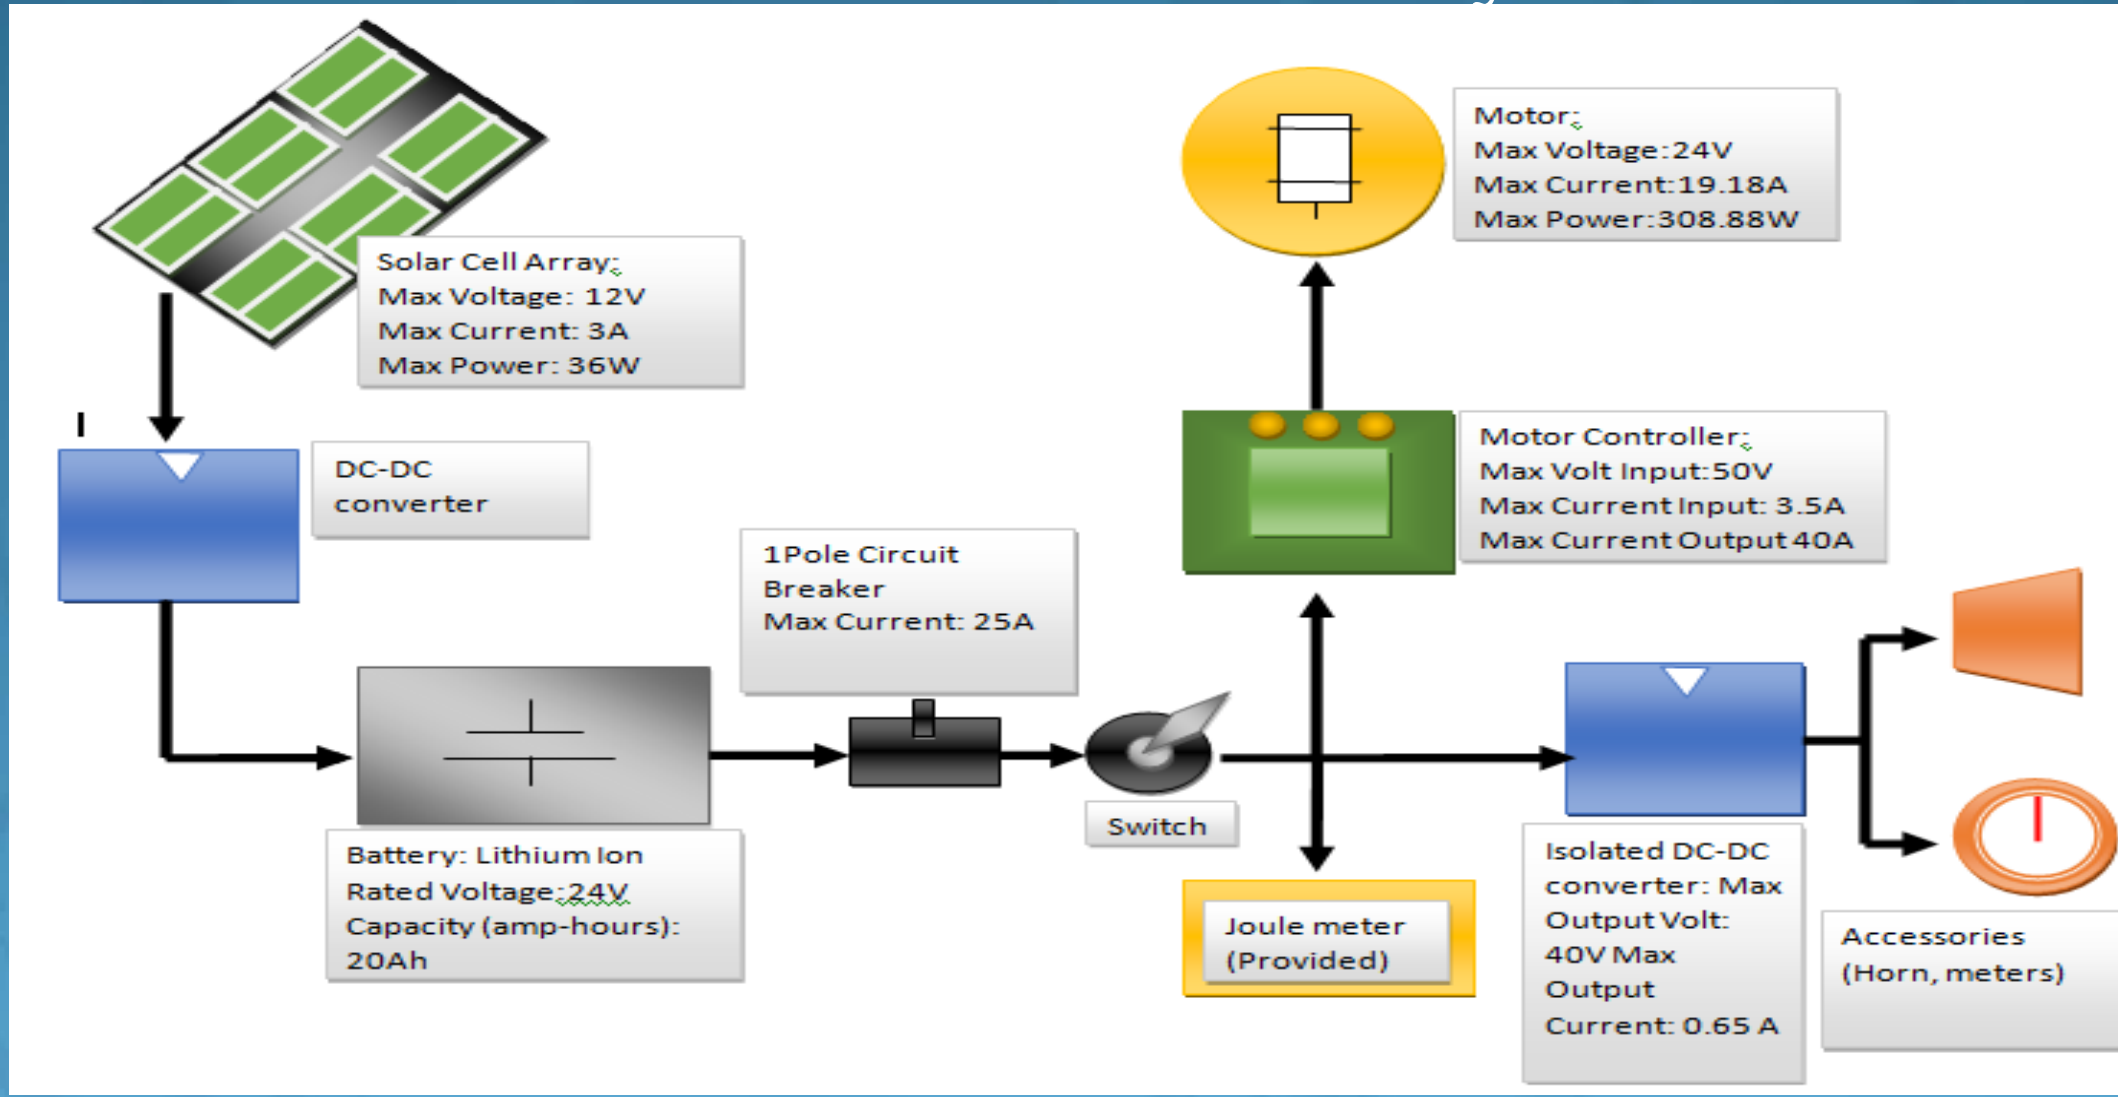 Solar Cell Array:
Max Voltage: 12V
Max Current: 3A
Max Power: 36W
DC-DC
converter
Battery: Lithium Ion
Rated Voltage:24V
Capacity (amp-hours):
20Ah
1Pole Circuit
Breaker
Max Current: 25A
Switch
Motor:
Max Voltage:24V
Max Current:19.18A
Max Power:308.88W
Motor Controller:
Max Volt Input:50V
Max Current Input: 3.5A
Max Current Output 40A
Joule meter
(Provided)
Isolated DC-DC
converter: Max
Output Volt:
40V Max
Output
Current: 0.65 A
Accessories
(Horn, meters)